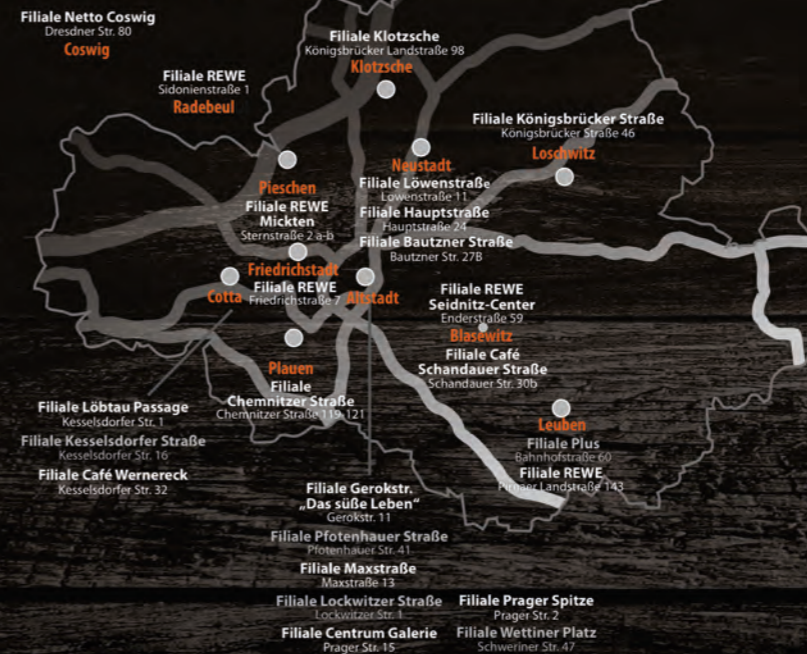 Filiale Netto Coswig
Dresdner Str. 80
Coswig
Filiale REWE
Sidonienstraße 1
Radebeul
Filiale Klotzsche
Königsbrücker Landstraße 98
Klotzsche
Filiale Königsbrücker Straße
Königsbrücker Straße 46
Loschwitz
Neustadt
Filiale Löwenstraße
Löwenstraße 11
Filiale Hauptstraße
Hauptstraße 24
Filiale Bautzner Straße
Bautzner Str. 27B
Pieschen
Filiale REWE
Mickten
Sternstraße 2 a-b
Friedrichstadt
Filiale REWE
Friedrichstraße 7
Cotta
Altstadt
Filiale REWE
Seidnitz-Center
Enderstraße 59
Blasewitz
Filiale Café
Schandauer Straße
Schandauer Str. 30b
Plauen
Filiale
Chemnitzer Straße
Chemnitzer Straße 119-121
Leuben
Filiale Plus
Bahnhofstraße 60
Filiale REWE
Pirnaer Landstraße 143
Filiale Löbtau Passage
Kesselsdorfer Str. 1
Filiale Kesselsdorfer Straße
Kesselsdorfer Str. 16
Filiale Café Wernereck
Kesselsdorfer Str. 32
Filiale Gerokstr.
„Das süße Leben“
Gerokstr. 11
Filiale Pfotenhauer Straße
Pfotenhauer Str. 41
Filiale Maxstraße
Maxstraße 13
Filiale Lockwitzer Straße
Lockwitzer Str. 1
Filiale Centrum Galerie
Prager Str. 15
Filiale Prager Spitze
Prager Str. 2
Filiale Wettiner Platz
Schweriner Str. 47